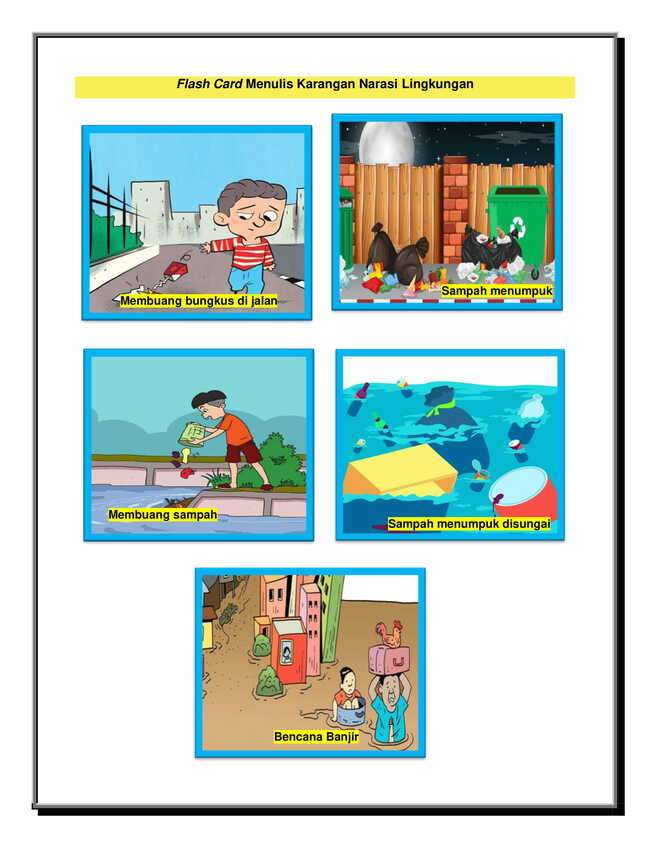 Flash Card Menulis Karangan Narasi Lingkungan
Membuang bungkus di jalan
Sampah menumpuk
Membuang sampah
Sampah menumpuk disungai
Bencana Banjir